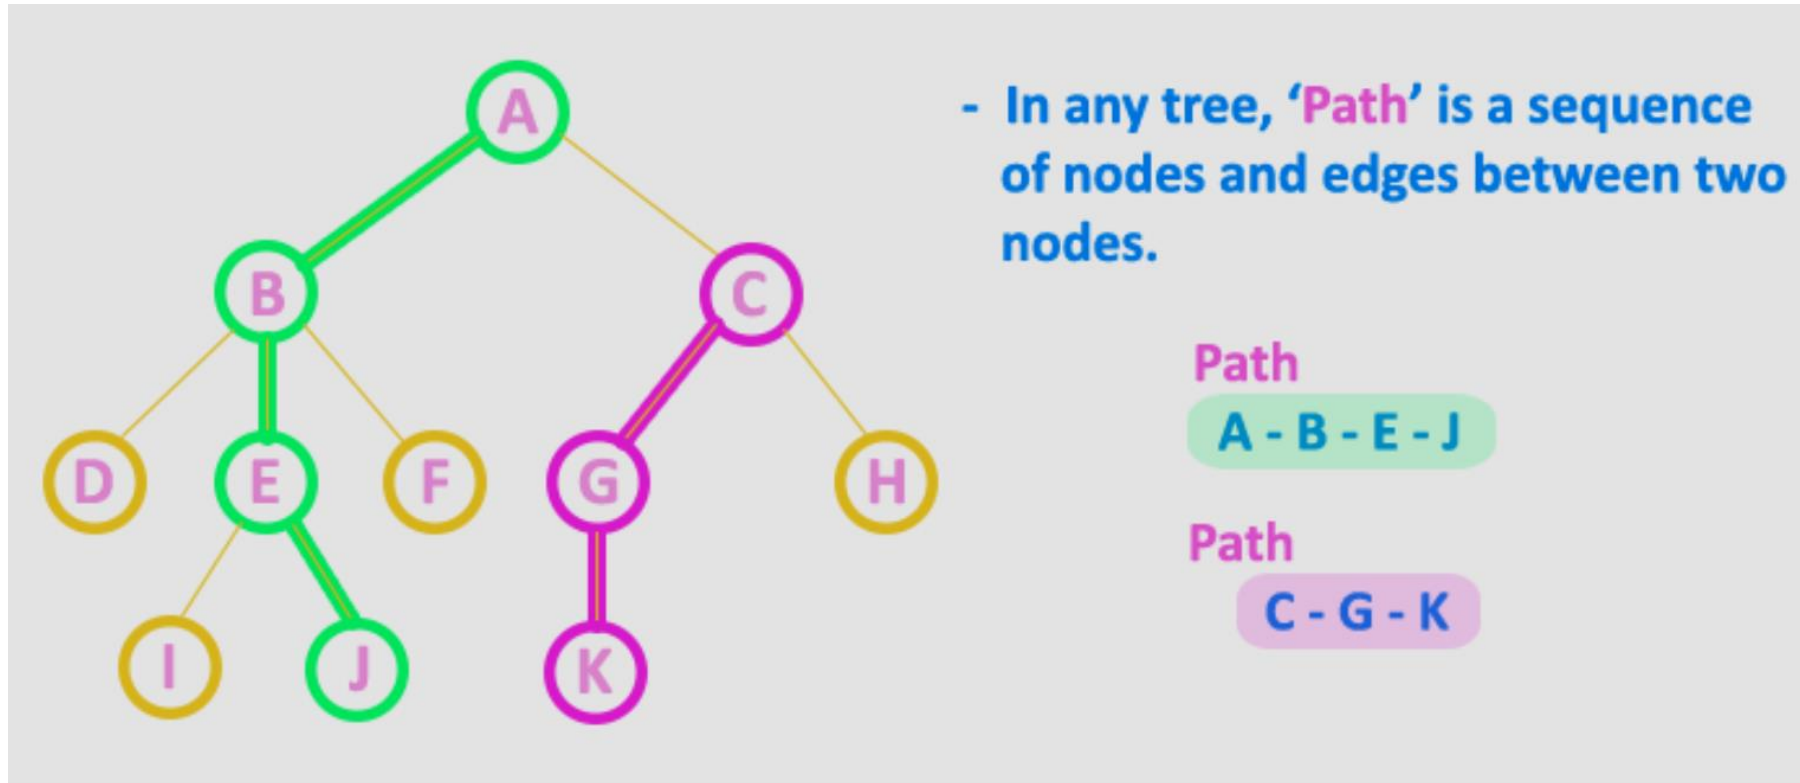 A
B
C
D
E
F
G
H
I
J
K
- In any tree, ‘Path’ is a sequence
of nodes and edges between two
nodes.
Path
A - B - E - J
Path
C - G - K